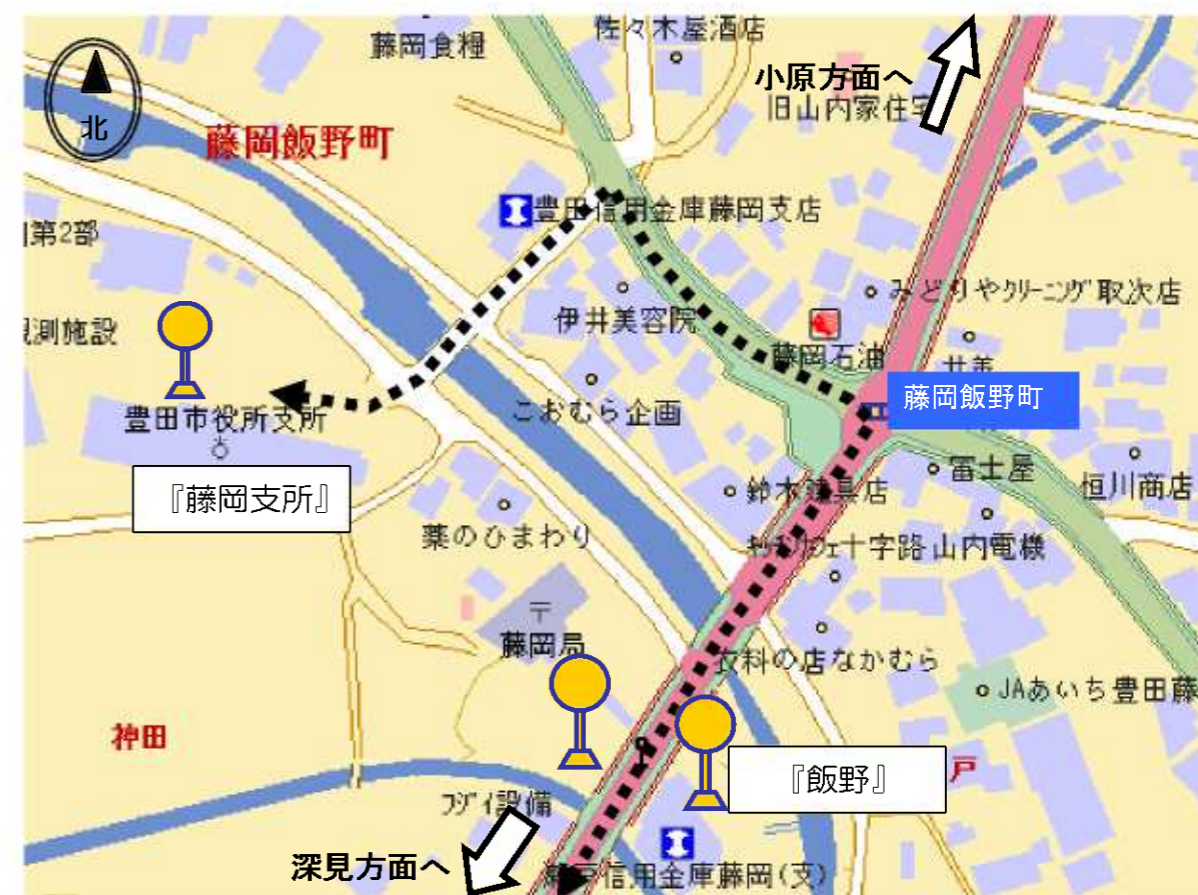 佐々木屋酒店
藤岡食糧
小原方面へ
旧山内家住宅
北
藤岡飯野町
豊田信用金庫藤岡支店
第2部
みどりやクリーニング取次店
観測施設
伊井美容院
藤岡石油
井善
藤岡飯野町
豊田市役所支所
こおむら企画
冨士屋
恒川商店
鈴木建具店
『藤岡支所』
薬のひまわり
十字路
山内電機
〒
藤岡局
衣料の店なかむら
JAあいち豊田藤
神田
『飯野』
戸
フジイ設備
深見方面へ
信用金庫藤岡(支)